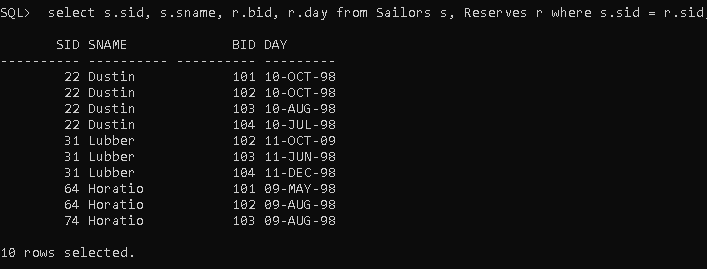 SQL>  select s.sid, s.sname, r.bid, r.day from Sailors s, Reserves r where s.sid = r.sid;
       SID SNAME             BID DAY
---------- ---------- ---------- ---------
        22 Dustin            101 10-OCT-98
        22 Dustin            102 10-OCT-98
        22 Dustin            103 10-AUG-98
        22 Dustin            104 10-JUL-98
        31 Lubber            102 11-OCT-09
        31 Lubber            103 11-JUN-98
        31 Lubber            104 11-DEC-98
        64 Horatio           101 09-MAY-98
        64 Horatio           102 09-AUG-98
        74 Horatio           103 09-AUG-98
10 rows selected.